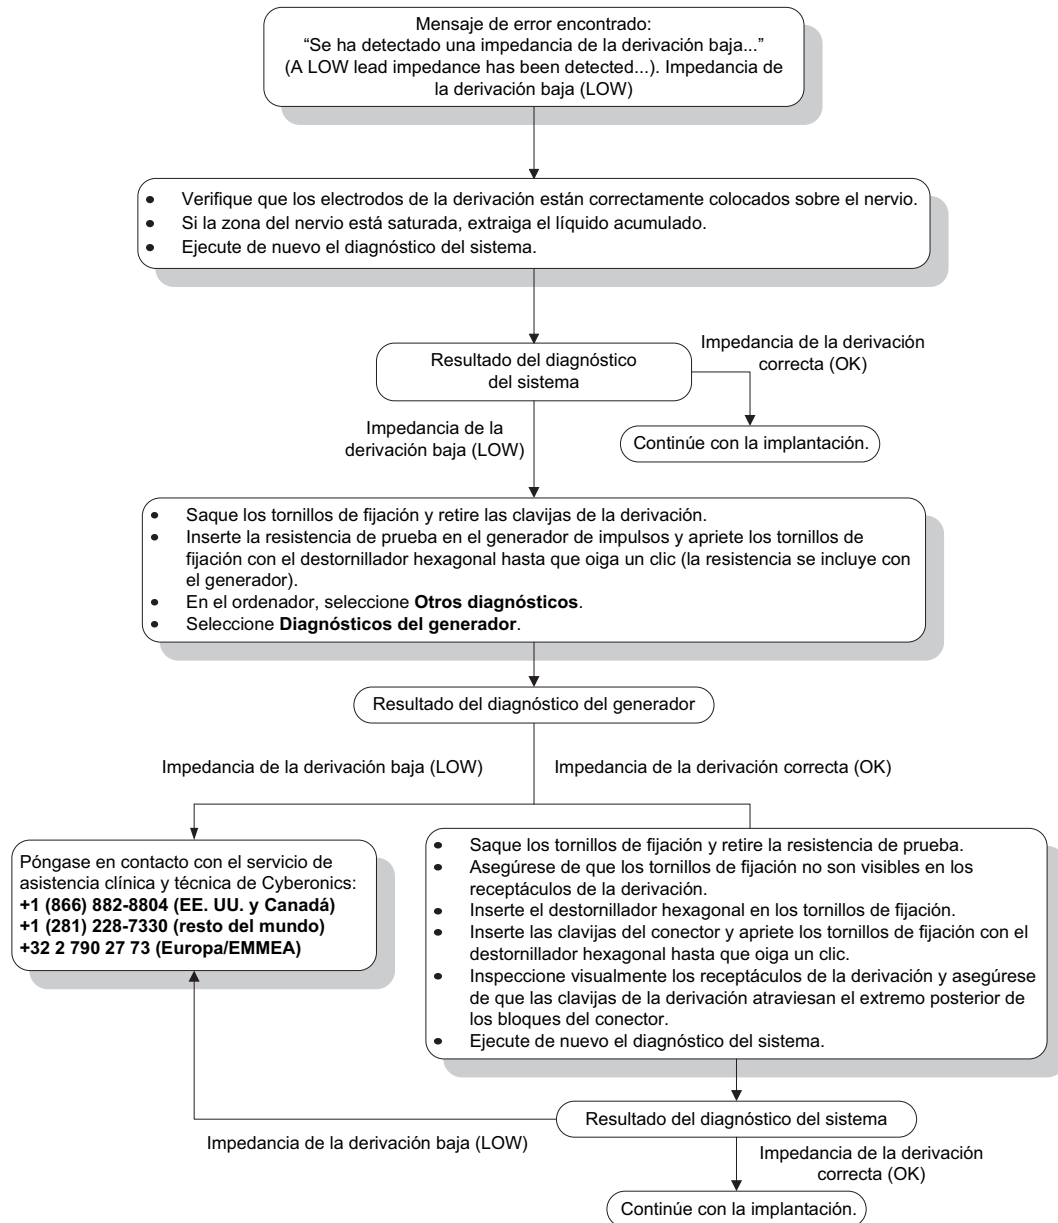 Mensaje de error encontrado:
“Se ha detectado una impedancia de la derivación baja...”
(A LOW lead impedance has been detected...). Impedancia de
la derivación baja (LOW)
• Verifique que los electrodos de la derivación están correctamente colocados sobre el nervio.
• Si la zona del nervio está saturada, extraiga el líquido acumulado.
• Ejecute de nuevo el diagnóstico del sistema.
Resultado del diagnóstico
del sistema
Impedancia de la derivación
correcta (OK)
Impedancia de la
derivación baja (LOW)
Continúe con la implantación.
• Saque los tornillos de fijación y retire las clavijas de la derivación.
• Inserte la resistencia de prueba en el generador de impulsos y apriete los tornillos de
fijación con el destornillador hexagonal hasta que oiga un clic (la resistencia se incluye con
el generador).
• En el ordenador, seleccione Otros diagnósticos.
• Seleccione Diagnósticos del generador.
Resultado del diagnóstico del generador
Impedancia de la derivación baja (LOW)
Impedancia de la derivación correcta (OK)
Póngase en contacto con el servicio de
asistencia clínica y técnica de Cyberonics:
+1 (866) 882-8804 (EE. UU. y Canadá)
+1 (281) 228-7330 (resto del mundo)
+32 2 790 27 73 (Europa/EMMEA)
• Saque los tornillos de fijación y retire la resistencia de prueba.
• Asegúrese de que los tornillos de fijación no son visibles en los
receptáculos de la derivación.
• Inserte el destornillador hexagonal en los tornillos de fijación.
• Inserte las clavijas del conector y apriete los tornillos de fijación con el
destornillador hexagonal hasta que oiga un clic.
• Inspeccione visualmente los receptáculos de la derivación y asegúrese
de que las clavijas de la derivación atraviesan el extremo posterior de
los bloques del conector.
• Ejecute de nuevo el diagnóstico del sistema.
Resultado del diagnóstico del sistema
Impedancia de la derivación baja (LOW)
Impedancia de la derivación
correcta (OK)
Continúe con la implantación.